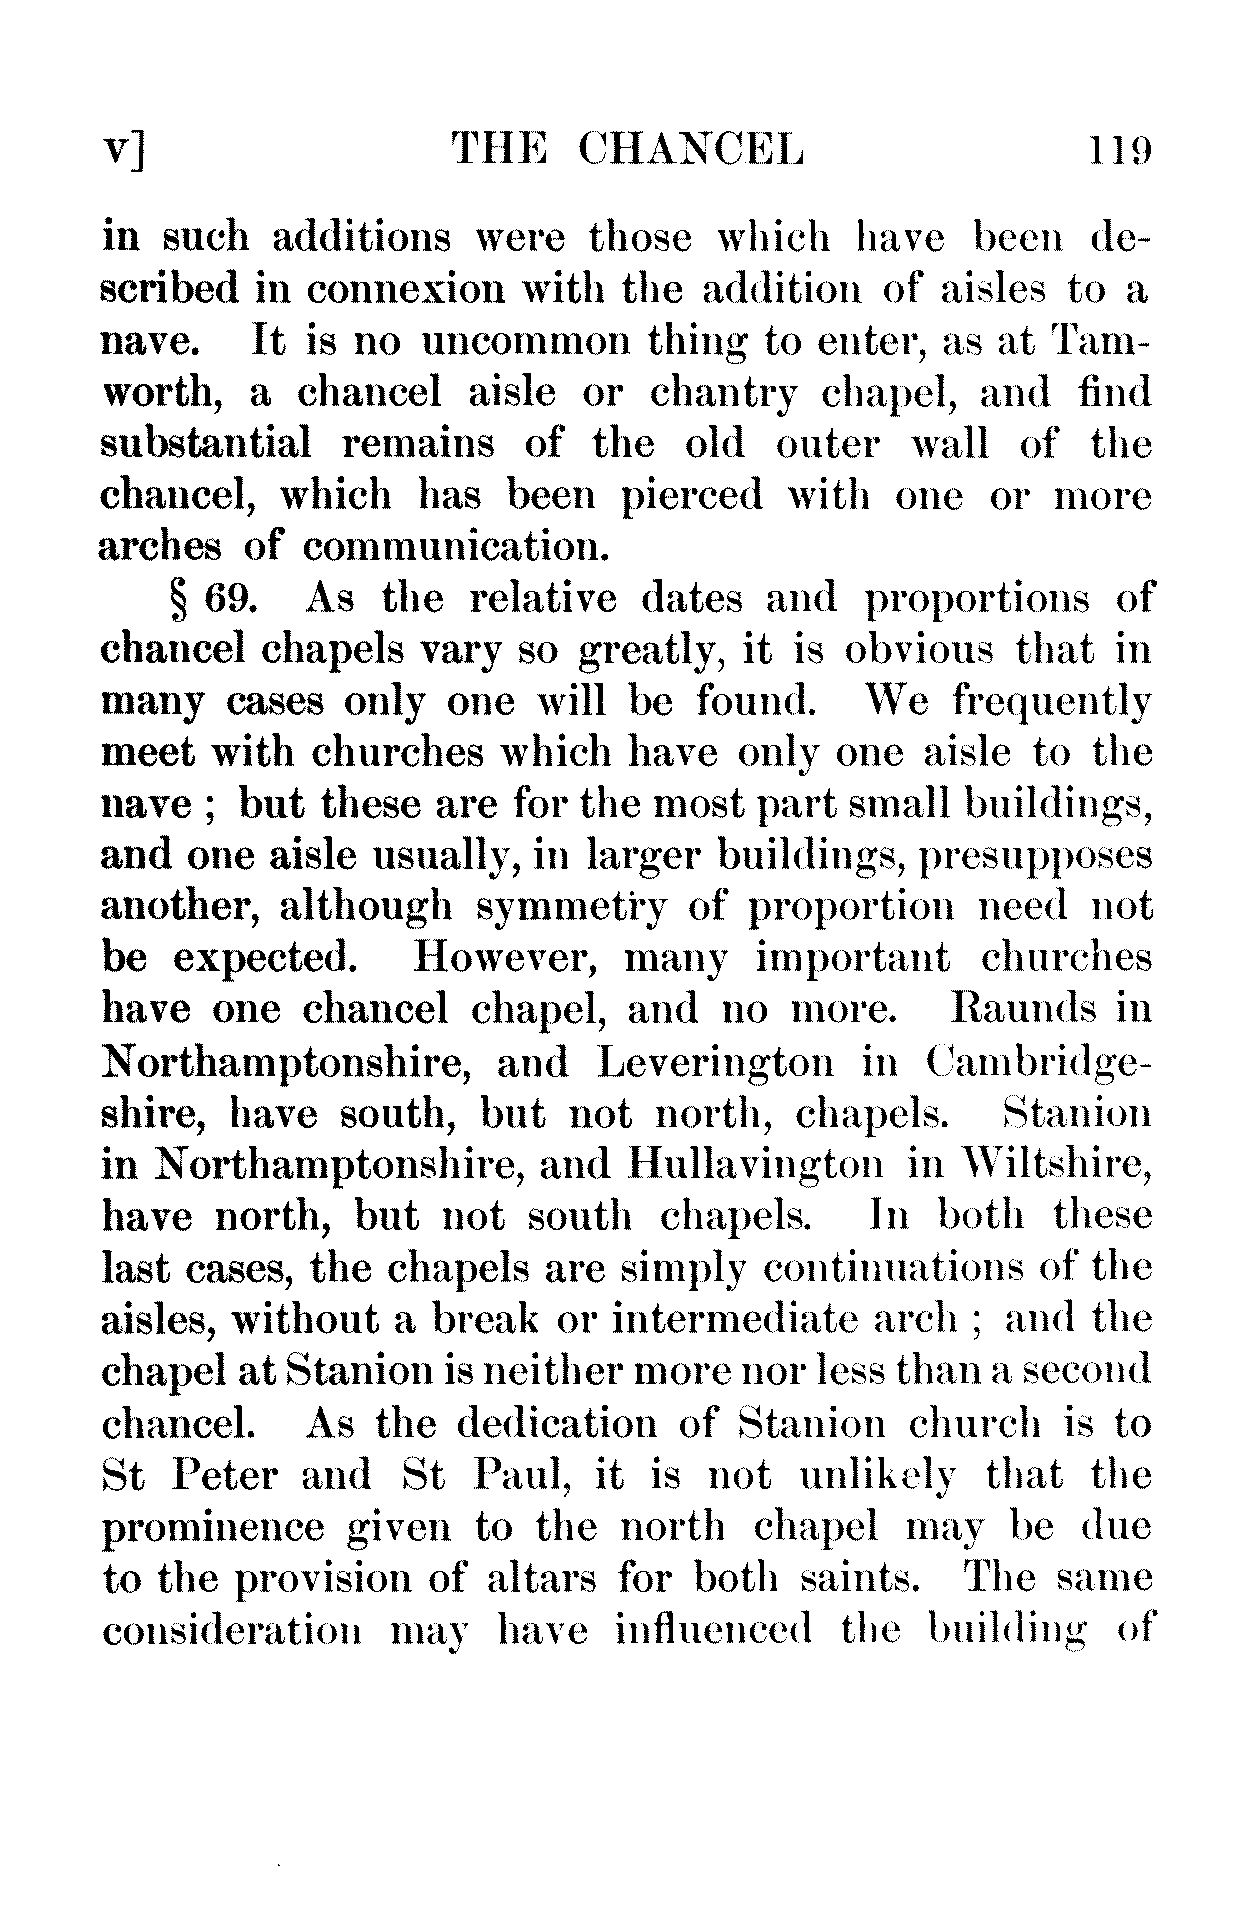 v] THE CHANCEL 119
in such additions were those which have been de-
scribed in connexion with the addition of aisles to a
nave. It is no uncommon thing to enter, as at Tam-
worth, a chancel aisle or chantry chapel, and find
substantial remains of the old outer wall of the
chancel, which has been pierced with one or more
arches of communication.
§ 69. As the relative dates and proportions of
chancel chapels vary so greatly, it is obvious that in
many cases only one will be found. We frequently
meet with churches which have only one aisle to the
nave ; but these are for the most part small buildings,
and one aisle usually, in larger buildings, presupposes
another, although symmetry of proportion need not
be expected. However, many important churches
have one chancel chapel, and no more. Raunds in
Northamptonshire, and Leverington in Cambridge-
shire, have south, but not north, chapels. Stanion
in Northamptonshire, and Hullavington in Wiltshire,
have north, but not south chapels. In both these
last cases, the chapels are simply continuations of the
aisles, without a break or intermediate arch ; and the
chapel at Stanion is neither more nor less than a second
chancel. As the dedication of Stanion church is to
St Peter and St Paul, it is not unlikely that the
prominence given to the north chapel may be due
to the provision of altars for both saints. The same
consideration may have influenced the building of